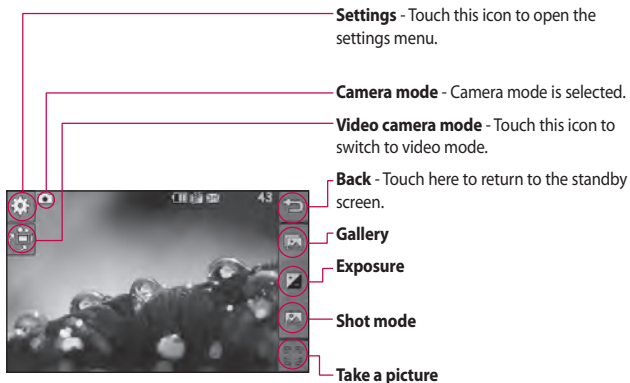 Settings - Touch this icon to open the
settings menu.
Camera mode - Camera mode is selected.
Video camera mode - Touch this icon to
switch to video mode.
Back - Touch here to return to the standby
screen.
43
Gallery
Exposure
Shot mode
Take a picture